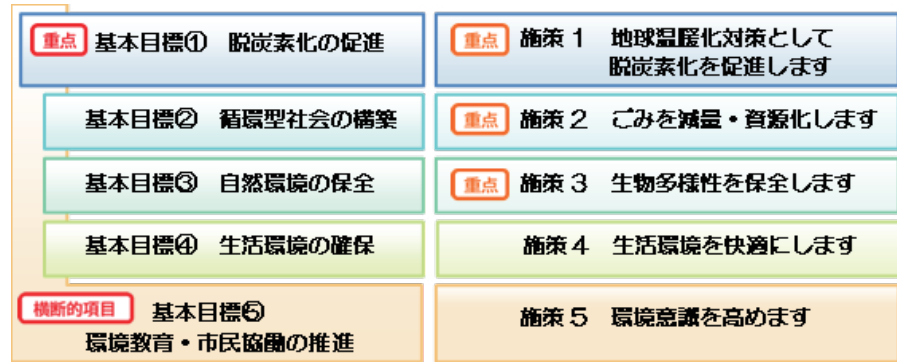 重点 基本目標① 脱炭素化の促進
重点 施策1 地球温暖化対策として
脱炭素化を促進します
基本目標② 循環型社会の構築
重点 施策2 ごみを減量・資源化します
基本目標③ 自然環境の保全
重点 施策3 生物多様性を保全します
基本目標④ 生活環境の確保
施策4 生活環境を快適にします
横断的項目 基本目標⑤
環境教育・市民協働の推進
施策5 環境意識を高めます